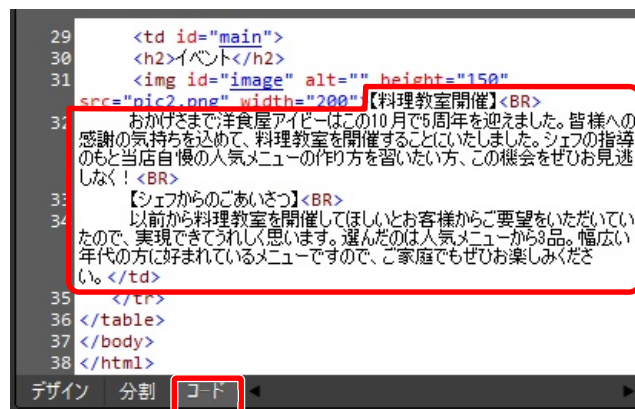 29 <td id="main">
30 <h2>イベント</h2>
31 <img id="image" alt="" height="150"
src="pic2.png" width="200">【料理教室開催】<BR>
32 おかげさまで洋食屋アイビーはこの10月で5周年を迎えました。皆様への
感謝の気持ちを込めて、料理教室を開催することにいたしました。シェフの指導
のもと当店自慢の人気メニューの作り方を習いたい方、この機会をぜひお見逃
しなく！<BR>
33 【シェフからのごあいさつ】<BR>
34 以前から料理教室を開催してほしいとお客様からご要望をいただいてい
たので、実現できてうれしく思います。選んだのは人気メニューから3品。幅広い
年代の方に好まれているメニューですので、ご家庭でもぜひお楽しみくださ
い。</td>
35 </tr>
36 </table>
37 </body>
38 </html>
デザイン 分割 コード